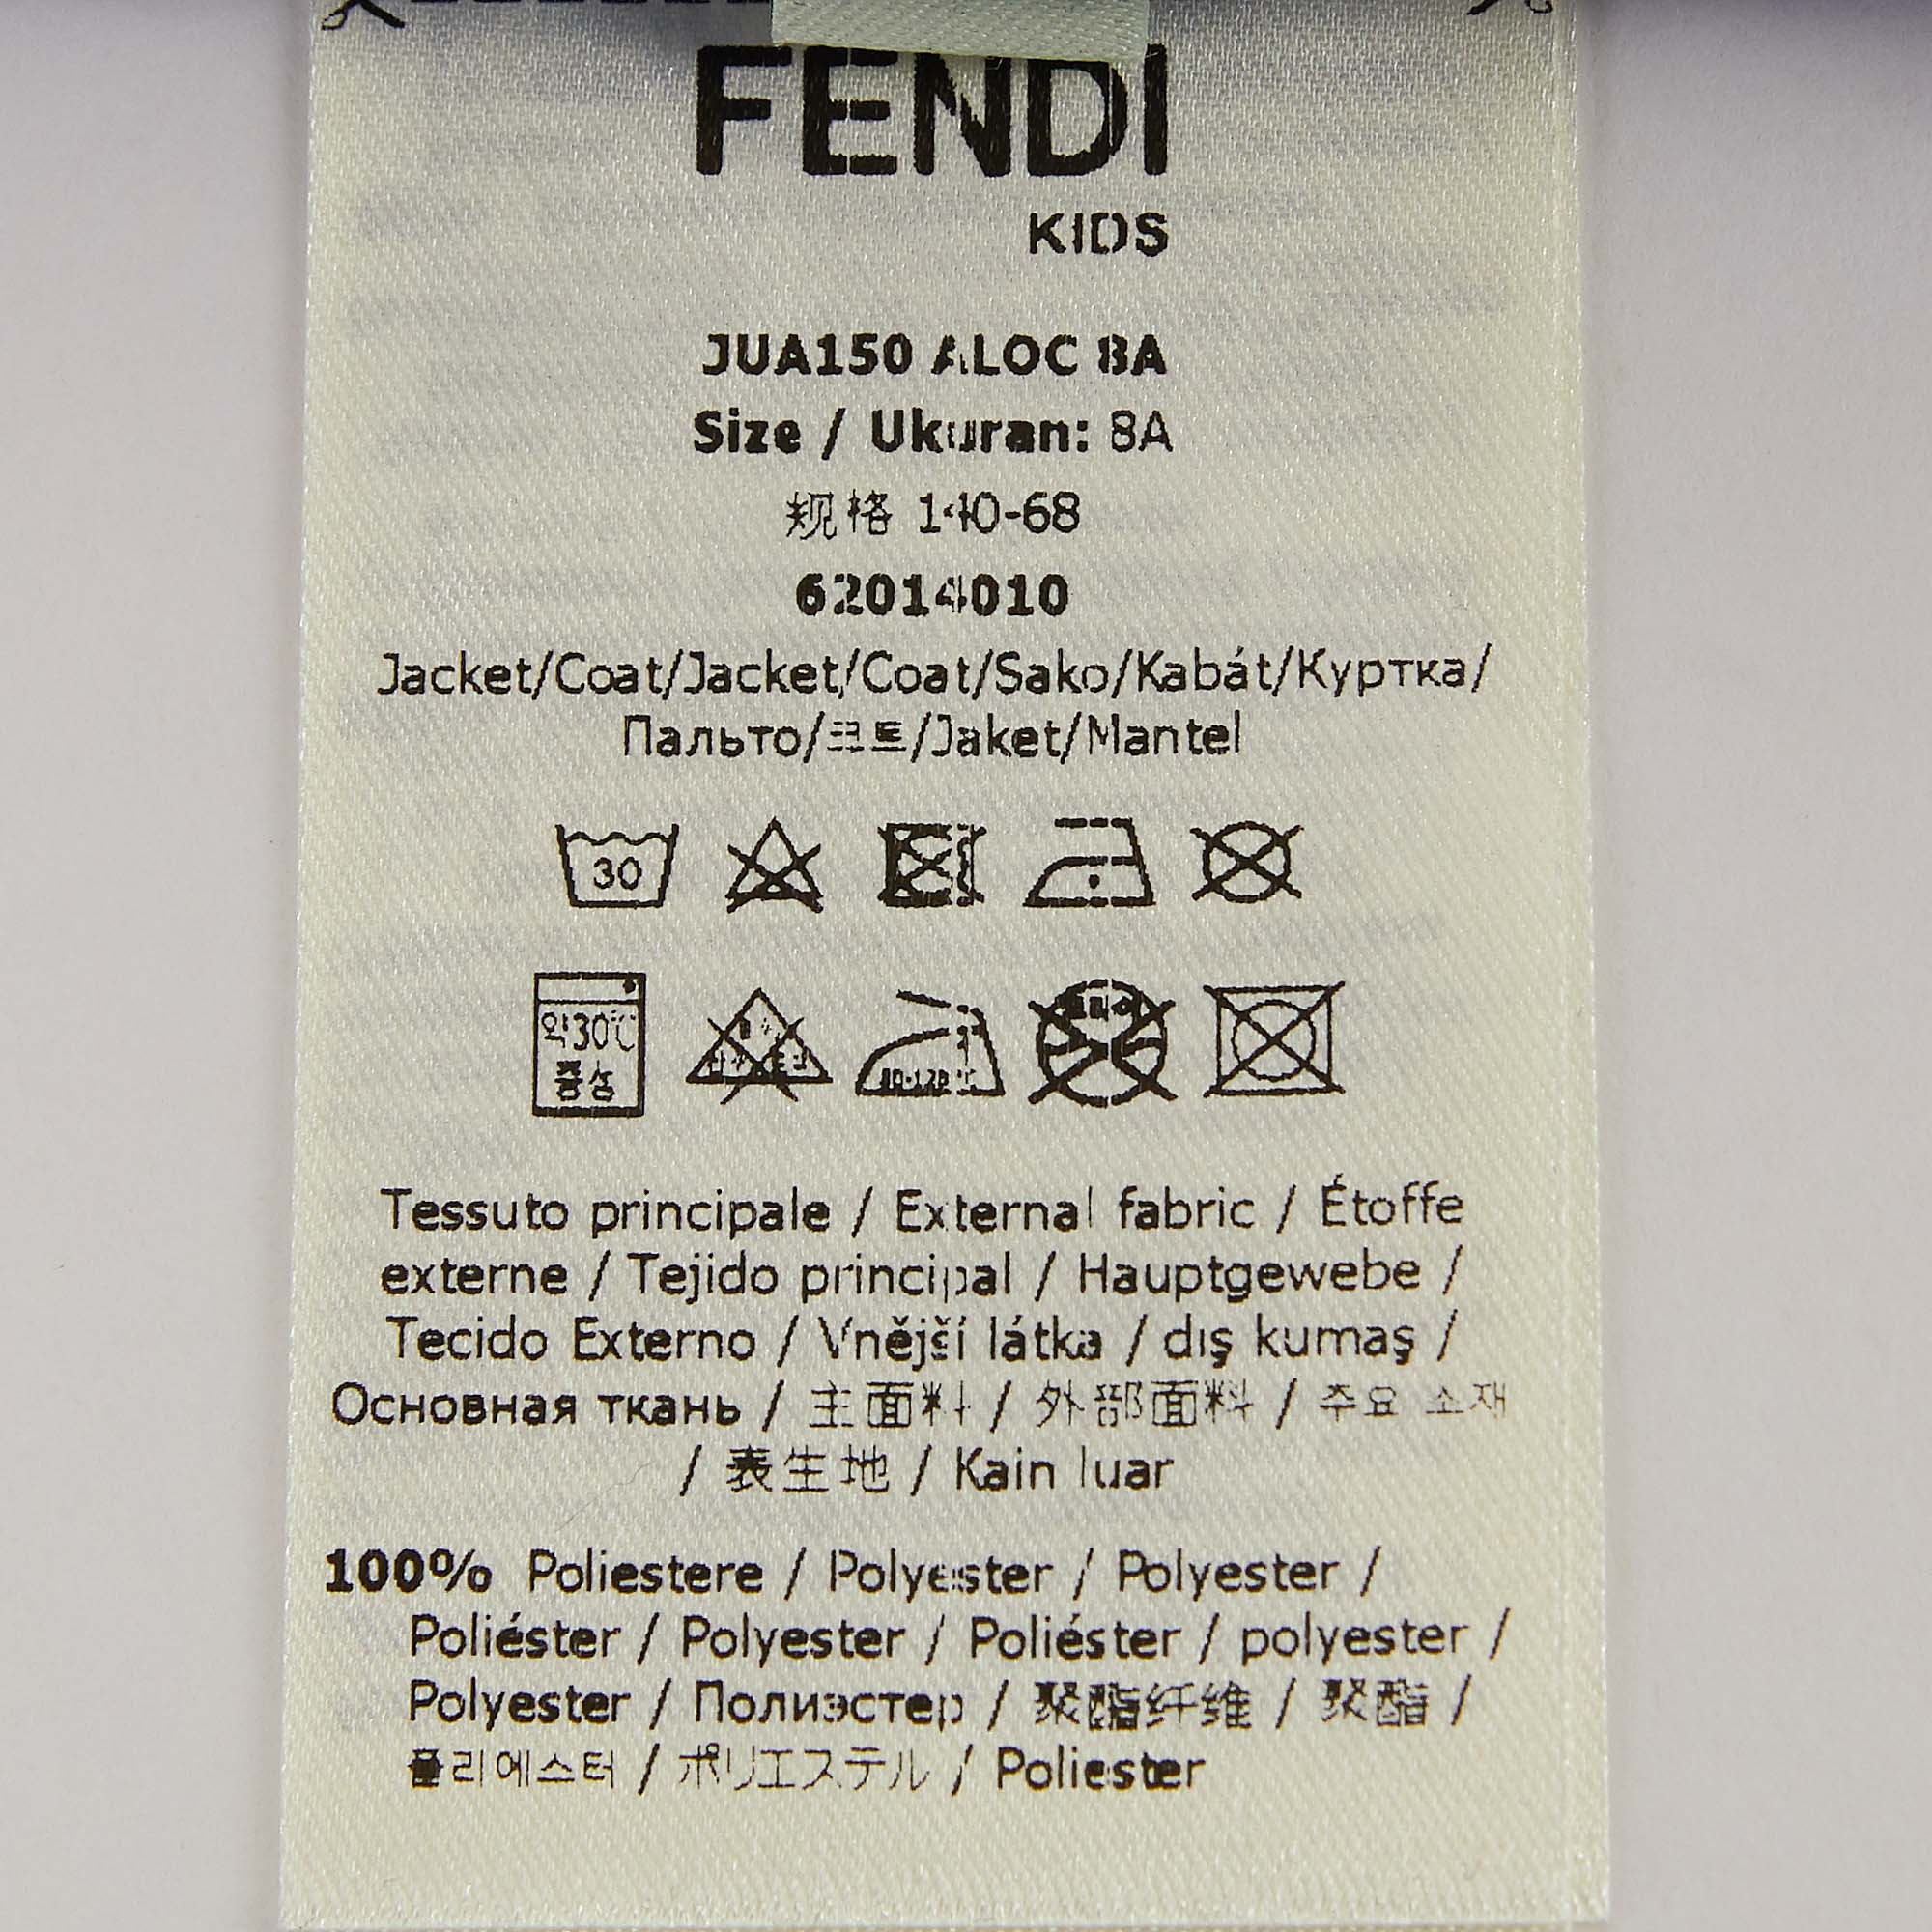 FENDI
KIDS
JUA150 ALOC 8A
Size / Ukuran: 8A
规格 140-68
62014010
Jacket/Coat/Jacket/Coat/Sako/Kabát/Куртка/
Пальто/코트/Jaket/Mantel
30
약30℃
중성
80-120℃
Tessuto principale / External fabric / Étoffe
externe / Tejido principal / Hauptgewebe /
Tecido Externo / Vnější látka / dış kumaş /
Основная ткань / 主面料 / 外部面料 / 주요 소재
/ 表生地 / Kain luar
100% Poliestere / Polyester / Polyester /
Poliéster / Polyester / Poliéster / polyester /
Polyester / Полиэстер / 聚酯纤维 / 聚酯 /
폴리에스터 / ポリエステル / Poliester